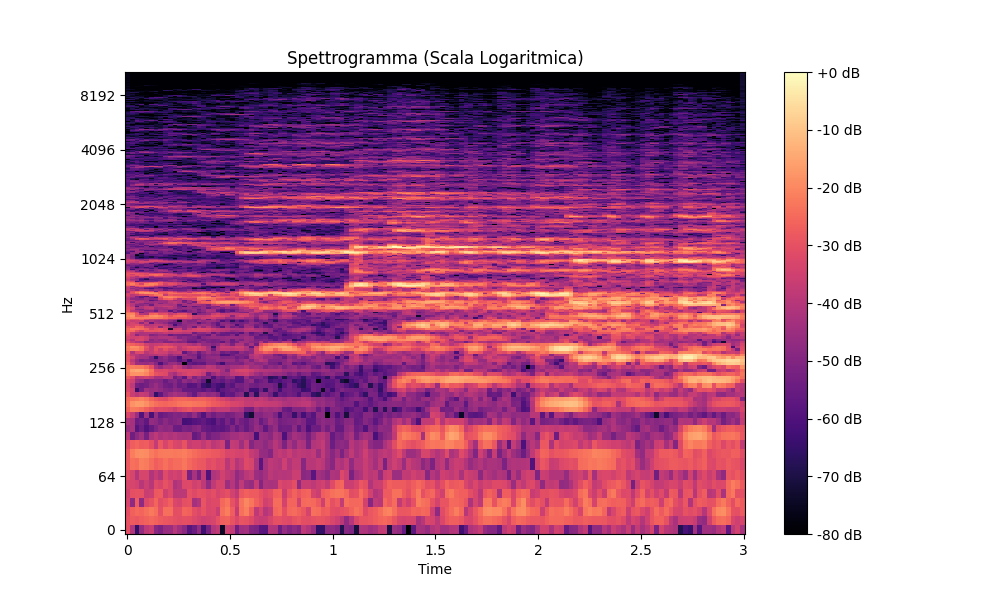 Spettrogramma (Scala Logaritmica)
Hz
8192
4096
2048
1024
512
256
128
64
0
0
0.5
1
1.5
2
2.5
3
Time
+0 dB
-10 dB
-20 dB
-30 dB
-40 dB
-50 dB
-60 dB
-70 dB
-80 dB